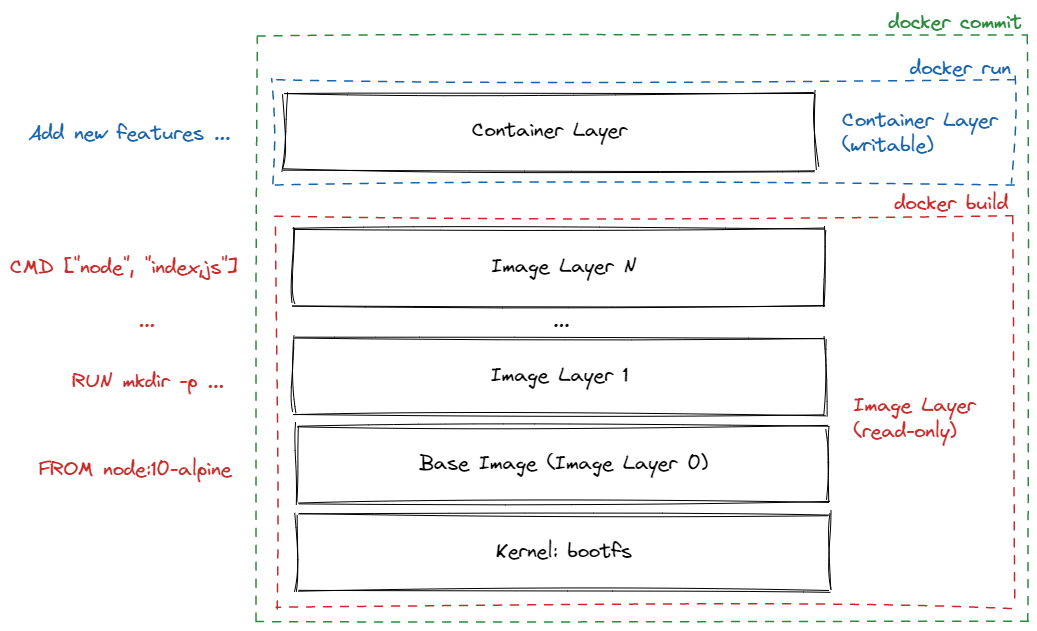 docker commit
docker run
Add new features ...
Container Layer
Container Layer
(writable)
docker build
CMD ["node", "index.js"]
Image Layer N
...
...
RUN mkdir -p ...
Image Layer 1
Image Layer
(read-only)
FROM node:10-alpine
Base Image (Image Layer 0)
Kernel: bootfs